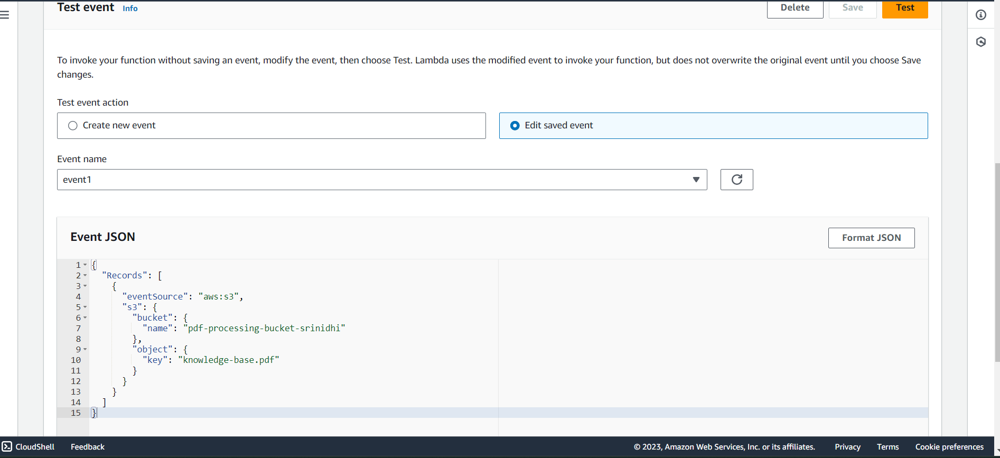 Test event Info Delete Save Test
To invoke your function without saving an event, modify the event, then choose Test. Lambda uses the modified event to invoke your function, but does not overwrite the original event until you choose Save
changes.
Test event action
Create new event Edit saved event
Event name
event1
Event JSON Format JSON
1 {
2 "Records": [
3 {
4 "eventSource": "aws:s3",
5 "s3": {
6 "bucket": {
7 "name": "pdf-processing-bucket-srinidhi"
8 },
9 "object": {
10 "key": "knowledge-base.pdf"
11 }
12 }
13 }
14 ]
15 }
CloudShell Feedback © 2023, Amazon Web Services, Inc. or its affiliates. Privacy Terms Cookie preferences